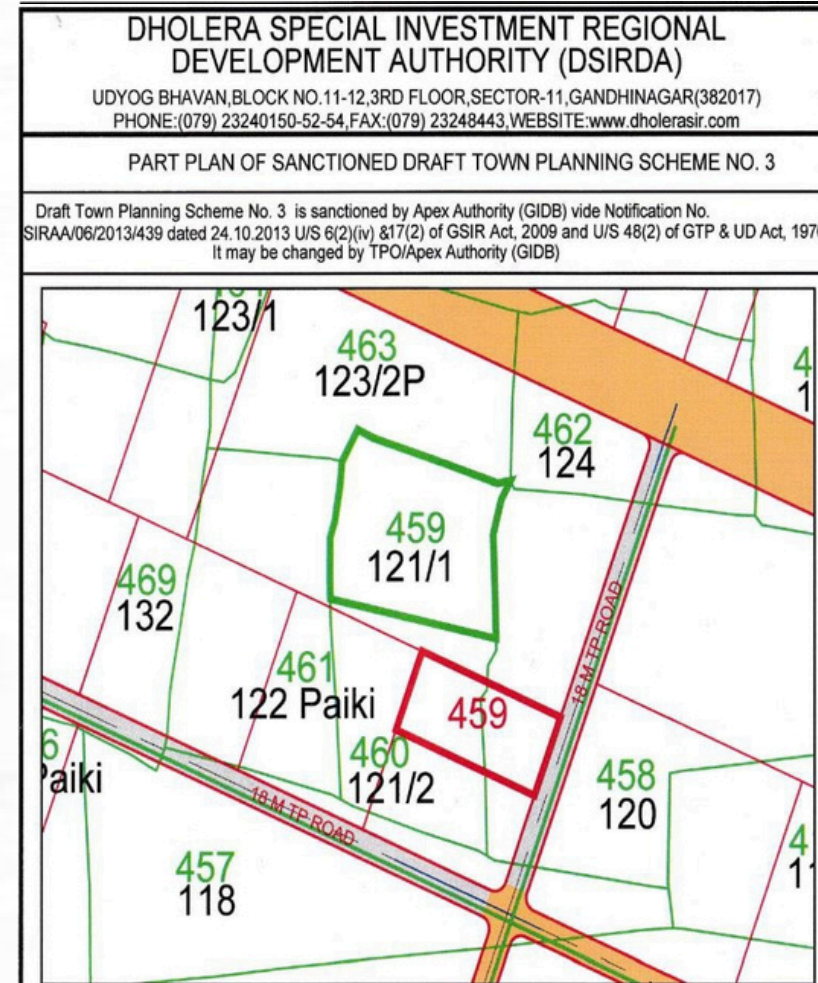 DHOLERA SPECIAL INVESTMENT REGIONAL
DEVELOPMENT AUTHORITY (DSIRDA)
UDYOG BHAVAN,BLOCK NO.11-12,3RD FLOOR,SECTOR-11,GANDHINAGAR(382017)
PHONE:(079) 23240150-52-54,FAX:(079) 23248443,WEBSITE:www.dholerasir.com
PART PLAN OF SANCTIONED DRAFT TOWN PLANNING SCHEME NO. 3
Draft Town Planning Scheme No. 3 is sanctioned by Apex Authority (GIDB) vide Notification No.
SIRAA/06/2013/439 dated 24.10.2013 U/S 6(2)(iv) &17(2) of GSIR Act, 2009 and U/S 48(2) of GTP & UD Act, 197
It may be changed by TPO/Apex Authority (GIDB)
123/1
463
123/2P
4
1
462
124
459
121/1
469
132
18 M TP ROAD
461
122 Paiki
459
6
Paiki
460
121/2
458
120
18 M TP ROAD
457
118
4
1